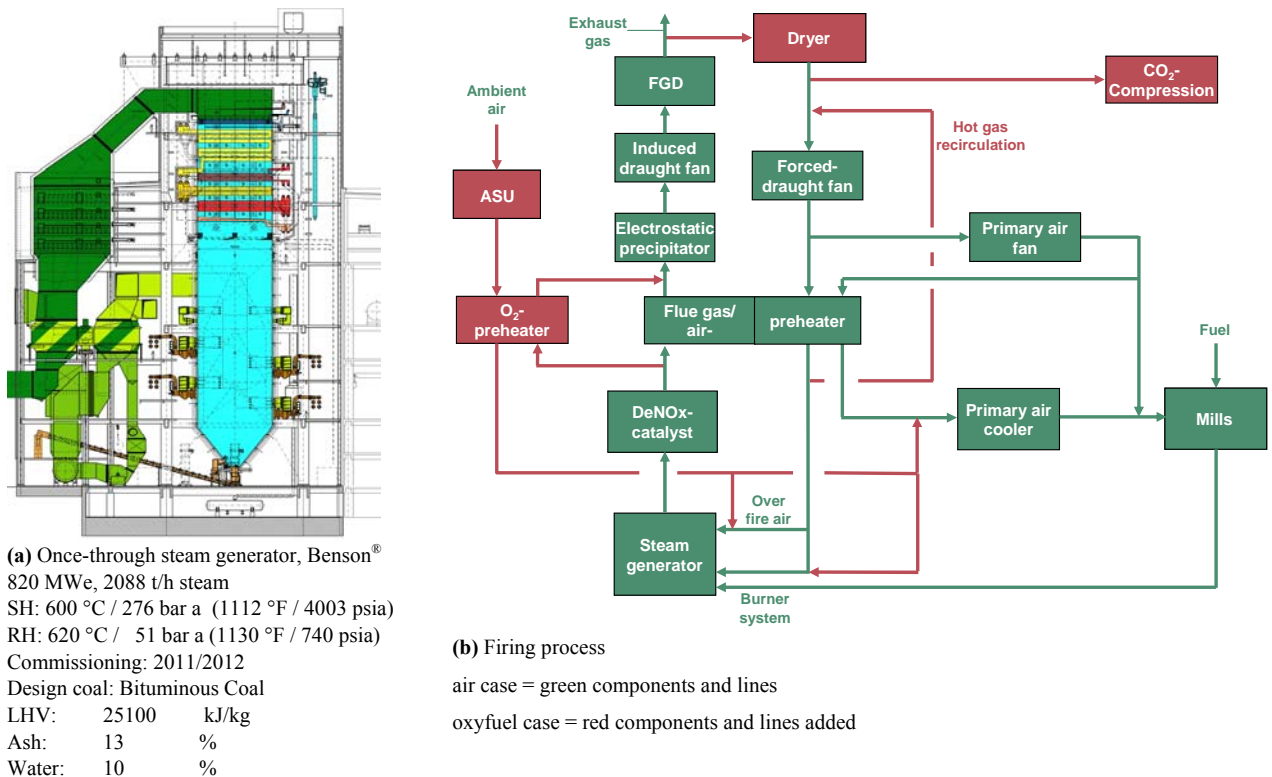 (a) Once-through steam generator, Benson®
820 MWe, 2088 t/h steam
SH: 600 °C / 276 bar a (1112 °F / 4003 psia)
RH: 620 °C / 51 bar a (1130 °F / 740 psia)
Commissioning: 2011/2012
Design coal: Bituminous Coal
LHV: 25100 kJ/kg
Ash: 13 %
Water: 10 %
Exhaust
gas
Dryer
CO₂-
Compression
FGD
Ambient
air
Hot gas
recirculation
Induced
draught fan
Forced-
draught fan
ASU
Electrostatic
precipitator
Primary air
fan
O₂-
preheater
Flue gas/
air-
preheater
Fuel
DeNOx-
catalyst
Primary air
cooler
Mills
Over
fire air
Steam
generator
Burner
system
(b) Firing process
air case = green components and lines
oxyfuel case = red components and lines added